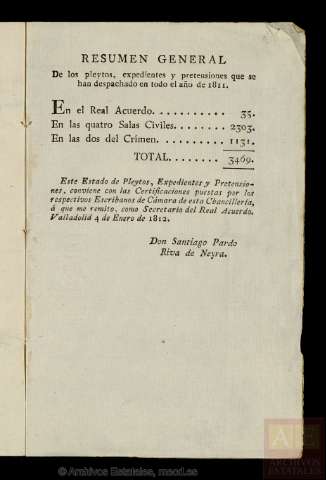 RESUMEN GENERAL
De los pleytos, expedientes y pretensiones que se
han despachado en todo el año de 1811.
En el Real Acuerdo. . . . . . . . . . . . . 35.
En las quatro Salas Civiles. . . . . . . . . 2303.
En las dos del Crimen. . . . . . . . . . . 1131.
TOTAL. . . . . . . . 3469.
Este Estado de Pleytos, Expedientes y Pretensio-
nes, conviene con las Certificaciones puestas por los
respectivos Escribanos de Cámara de esta Chancillería,
á que me remito, como Secretario del Real Acuerdo.
Valladolid 4 de Enero de 1812.
Don Santiago Pardo
Riva de Neyra.
AE
ARCHIVOS
ESTATALES
© Archivos Estatales, mecd.es